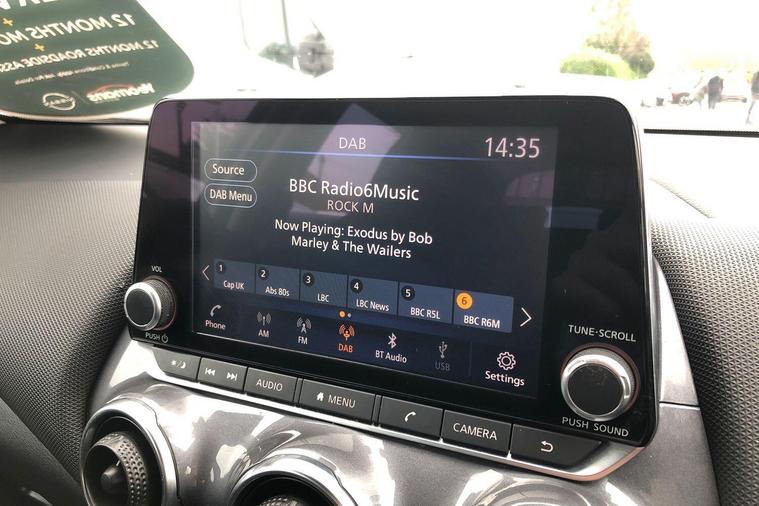 12 MONTHS MO
+
12 MONTHS ROADSIDE ASS
Yeomans
DAB
14:35
Source
DAB Menu
BBC Radio6Music
ROCK M
Now Playing: Exodus by Bob
Marley & The Wailers
1 Cap UK
2 Abs 80s
3 LBC
4 LBC News
5 BBC R5L
6 BBC R6M
Phone
AM
FM
DAB
BT Audio
USB
Settings
VOL
PUSH
TUNE·SCROLL
PUSH SOUND
AUDIO
MENU
CAMERA